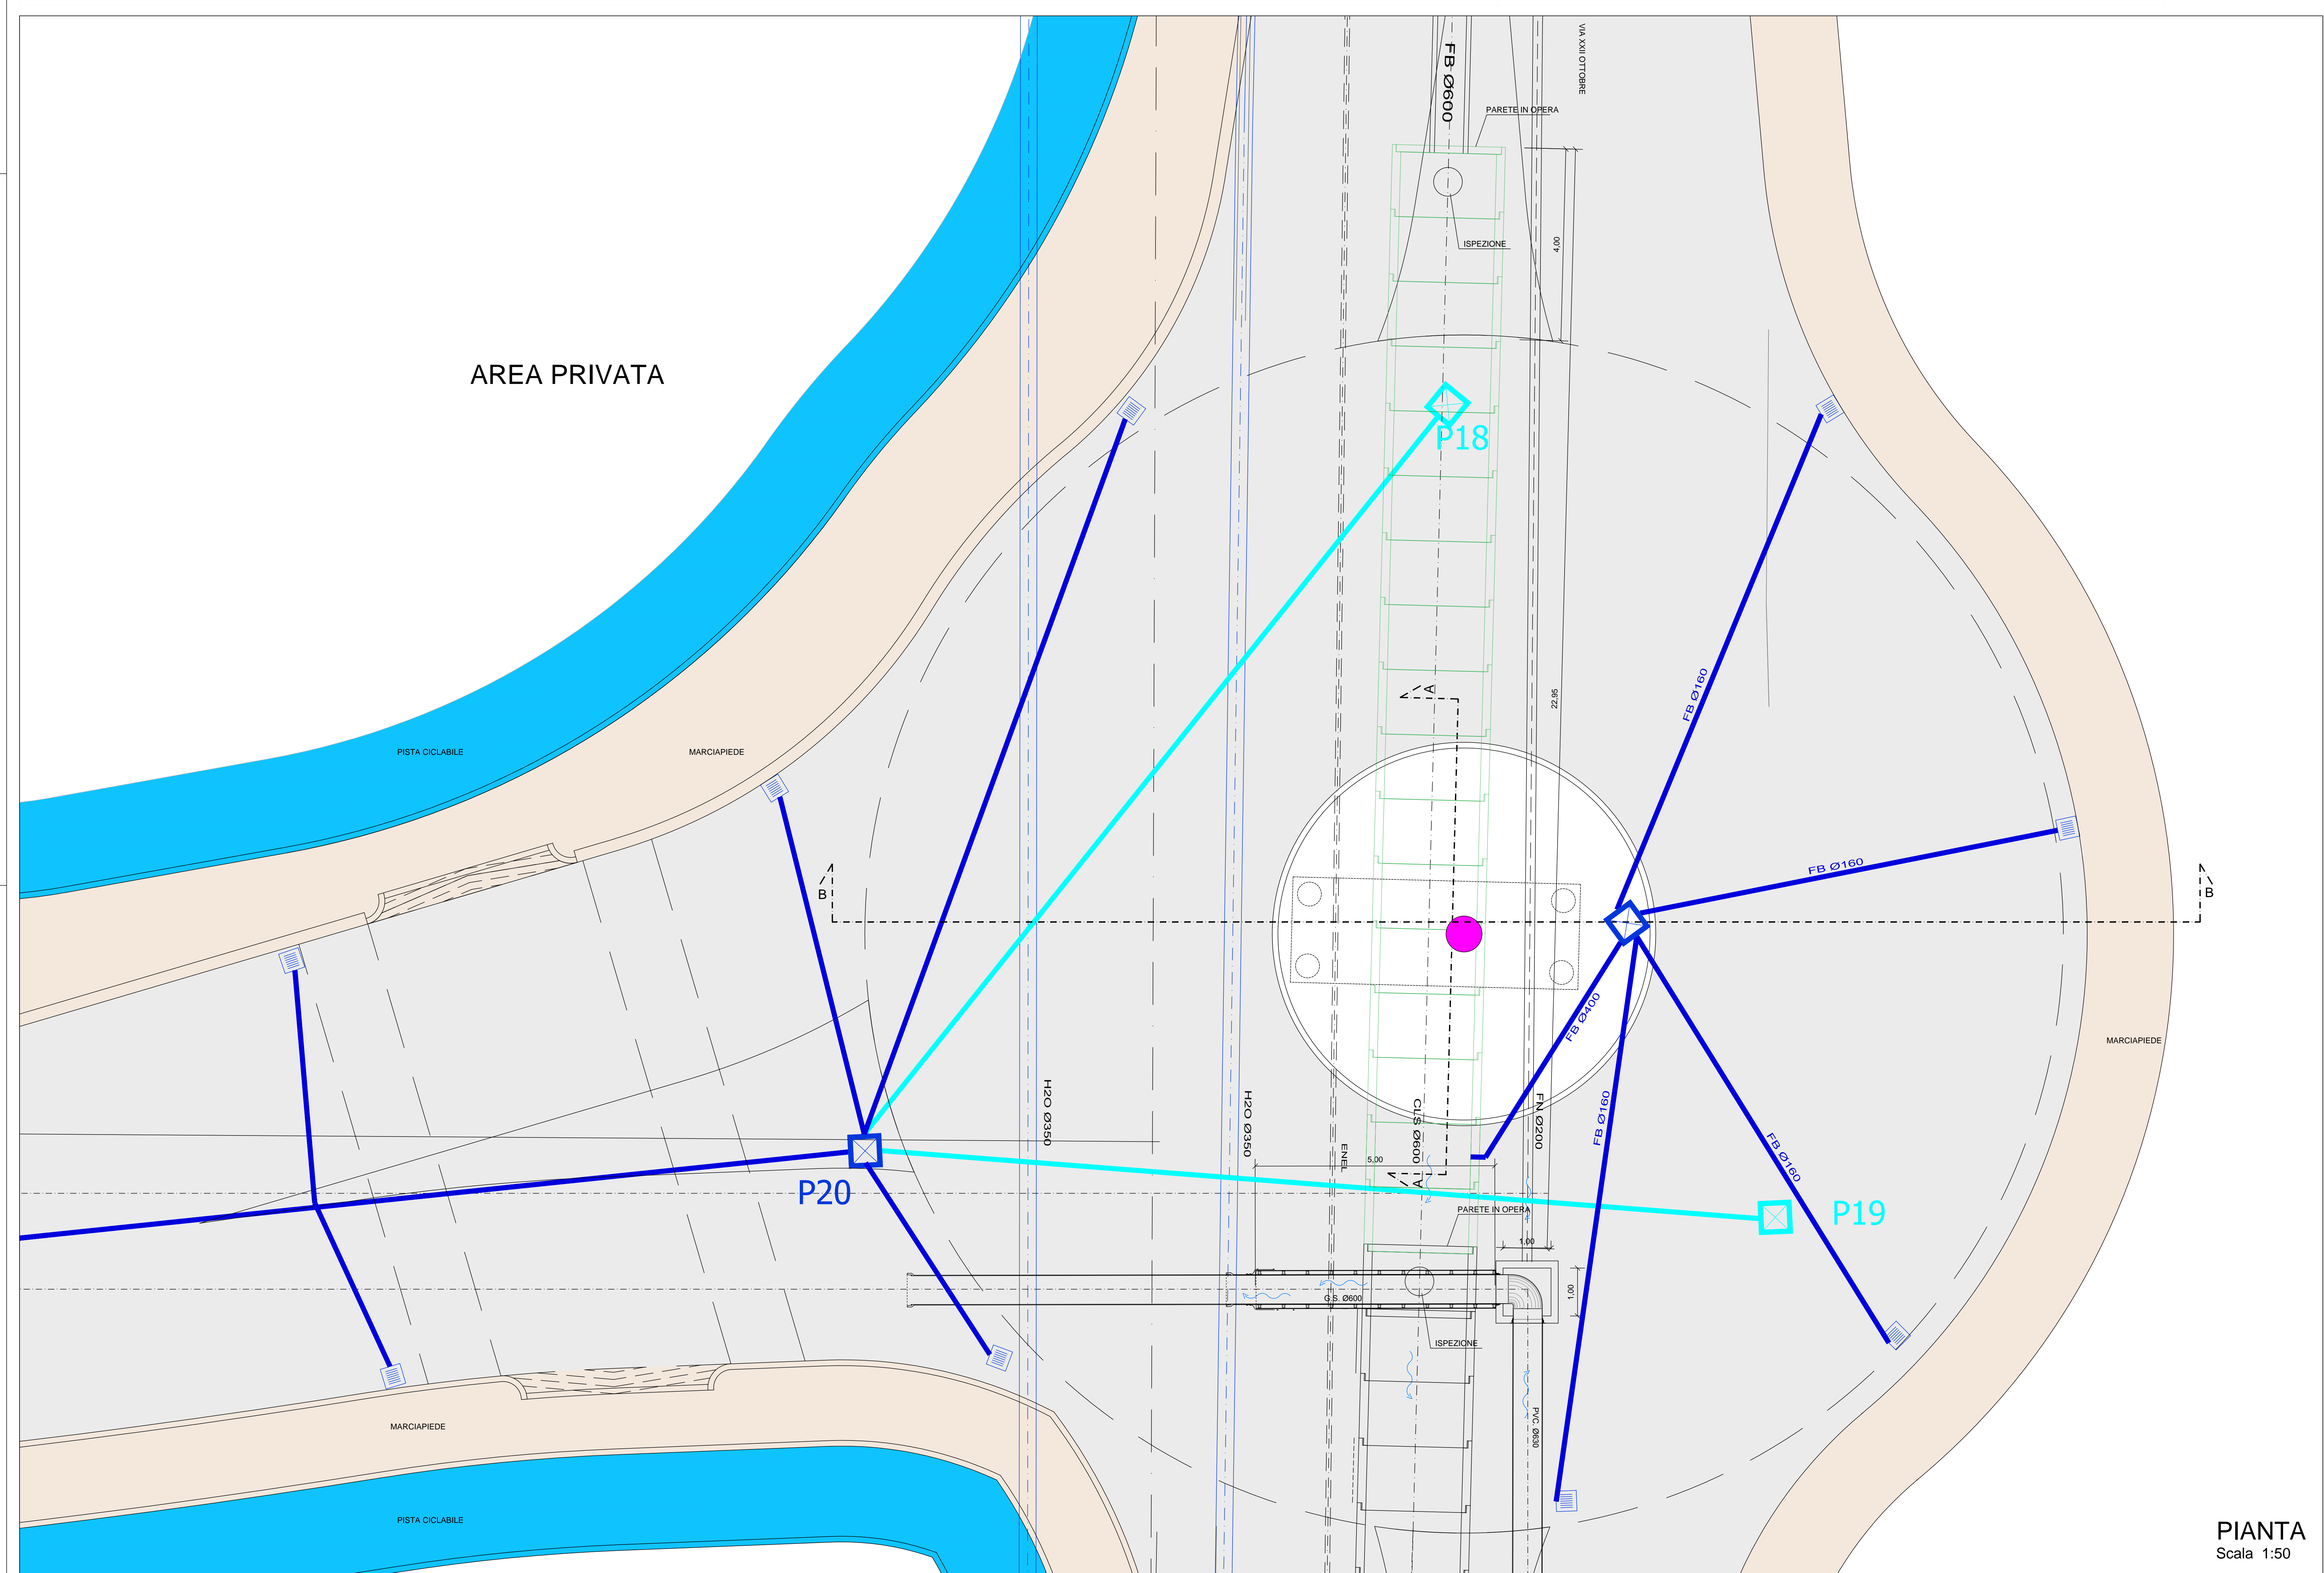 VIA XXII OTTOBRE
FB Ø600
PARETE IN OPERA
ISPEZIONE
4,00
AREA PRIVATA
P18
FB Ø160
22,95
A
PISTA CICLABILE
MARCIAPIEDE
FB Ø160
B
B
FB Ø400
MARCIAPIEDE
H2O Ø350
H2O Ø350
ENEL
CLS Ø600
FN Ø200
FB Ø160
FB Ø160
5,00
A
P20
PARETE IN OPERA
P19
1,00
1,00
G.S. Ø600
ISPEZIONE
MARCIAPIEDE
PVC. Ø630
PISTA CICLABILE
PIANTA
Scala 1:50